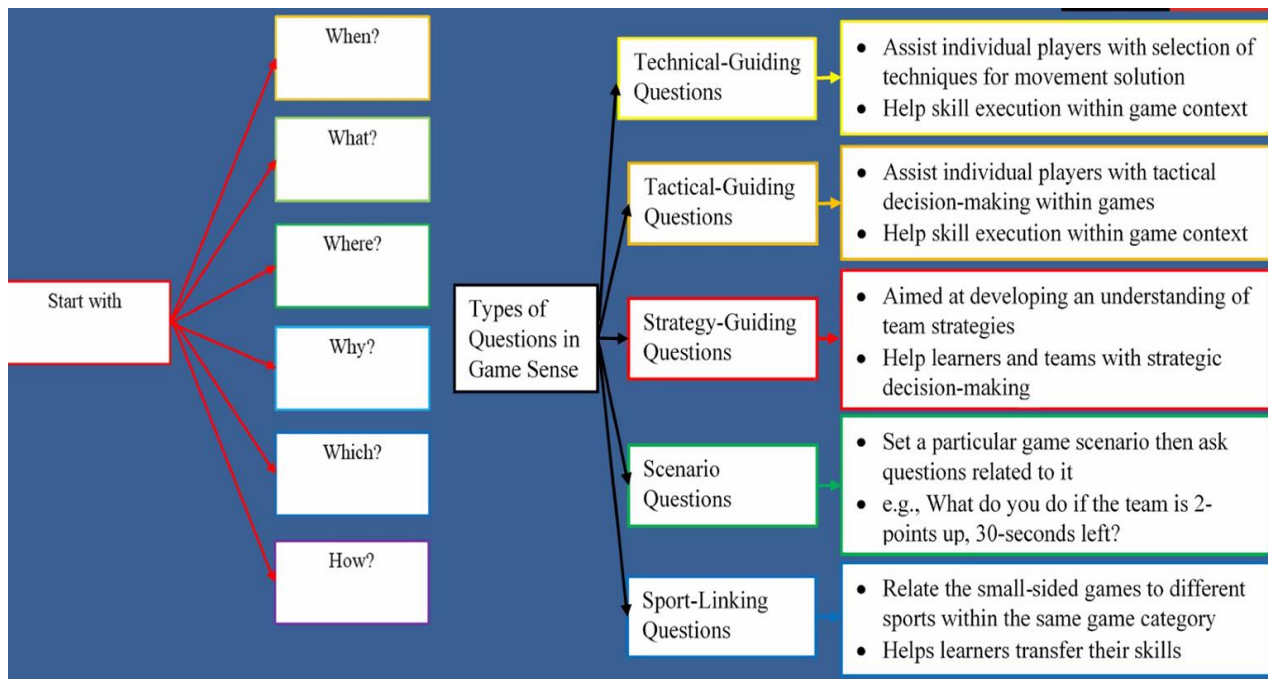 Start with
When?
What?
Where?
Why?
Which?
How?
Types of
Questions in
Game Sense
Technical-Guiding
Questions
• Assist individual players with selection of
techniques for movement solution
• Help skill execution within game context
Tactical-Guiding
Questions
• Assist individual players with tactical
decision-making within games
• Help skill execution within game context
Strategy-Guiding
Questions
• Aimed at developing an understanding of
team strategies
• Help learners and teams with strategic
decision-making
Scenario
Questions
• Set a particular game scenario then ask
questions related to it
• e.g., What do you do if the team is 2-
points up, 30-seconds left?
Sport-Linking
Questions
• Relate the small-sided games to different
sports within the same game category
• Helps learners transfer their skills